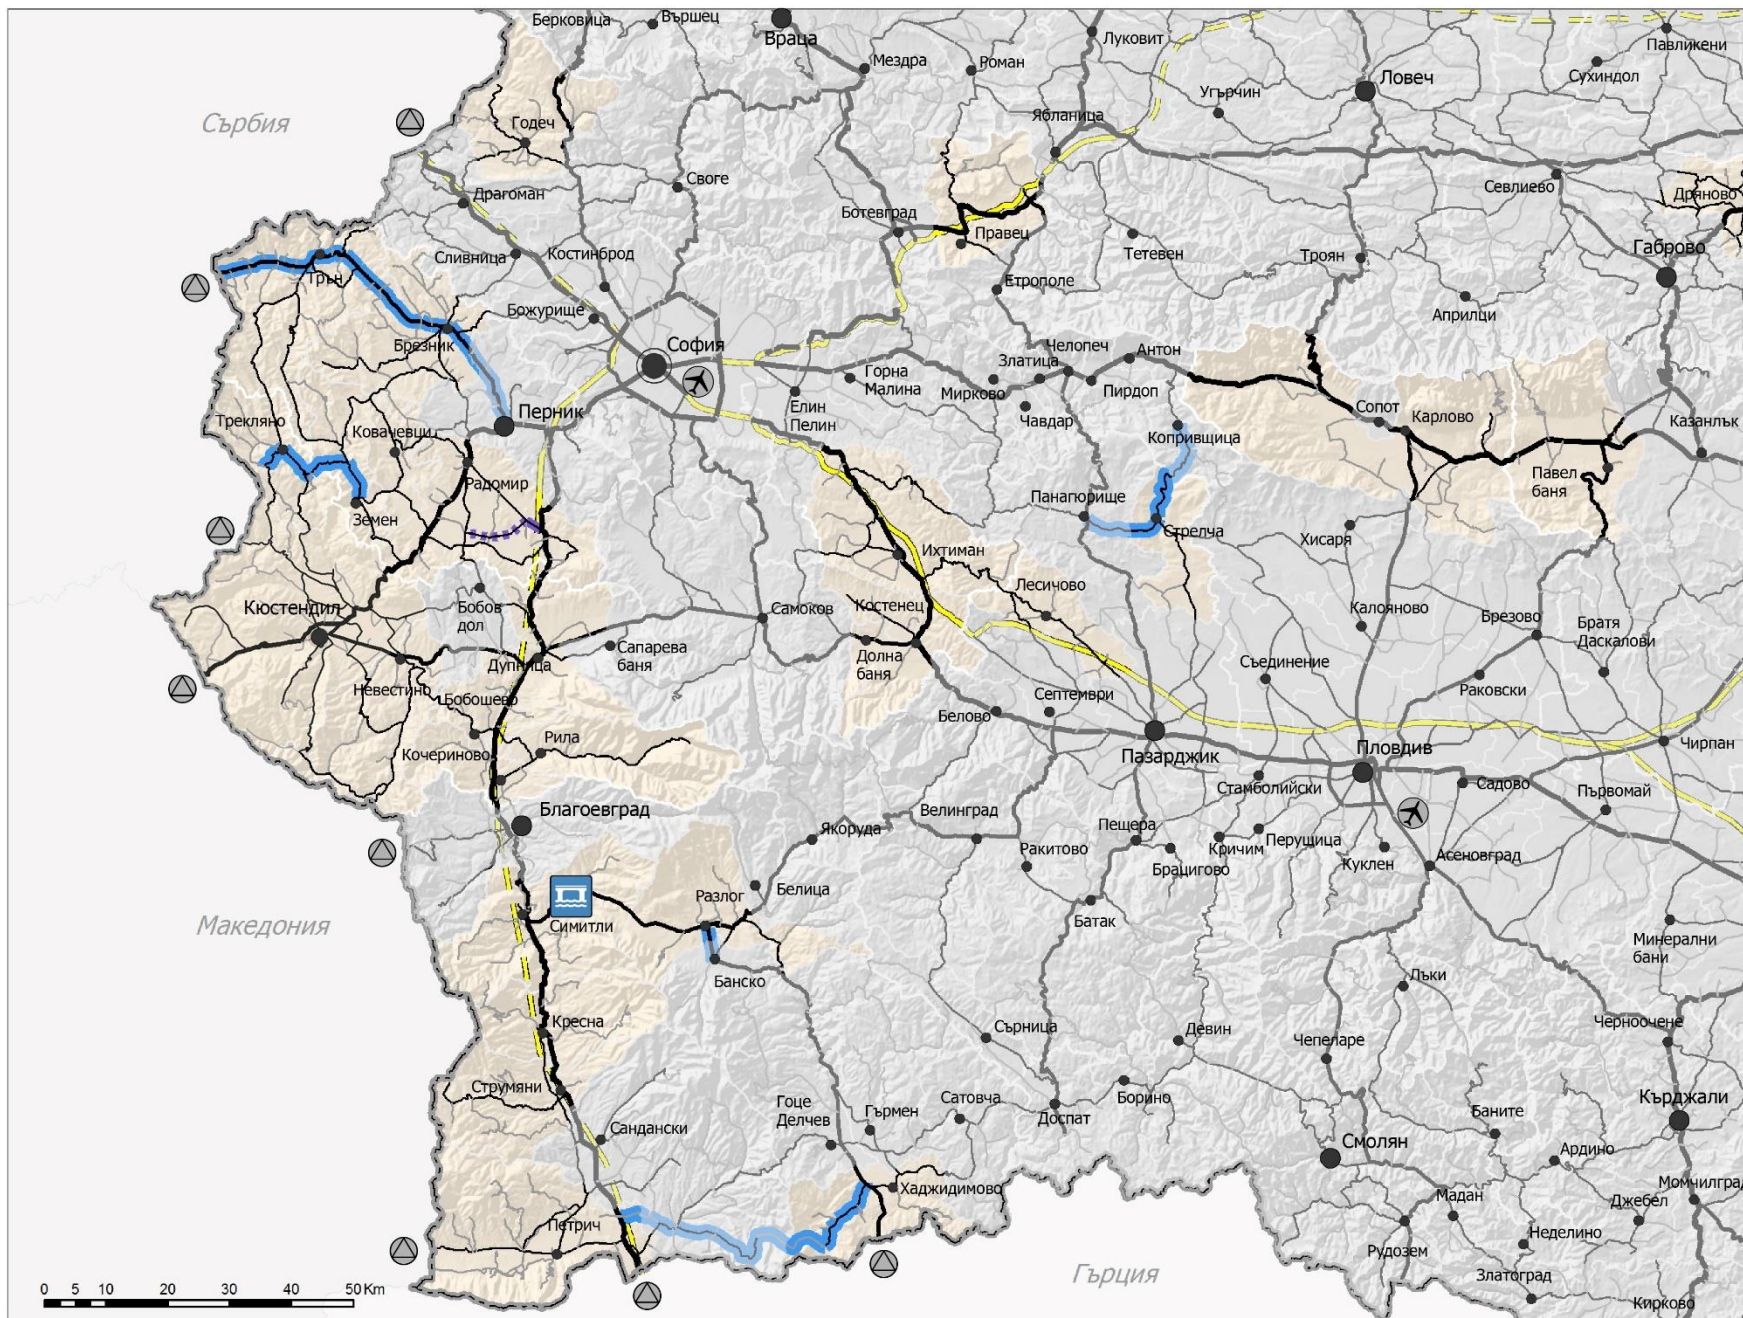 Берковица
Вършец
Враца
Мездра
Роман
Луковит
Ловеч
Павликени
Сухиндол
Угърчин
Сърбия
Годеч
Ябланица
Своге
Драгоман
Ботевград
Правец
Севлиево
Дряново
Сливница
Костинброд
Тетевен
Троян
Габрово
Трън
Етрополе
Божурище
Априлци
Брезник
София
Челопеч
Антон
Златица
Горна
Малина
Мирково
Пирдоп
Елин
Пелин
Чавдар
Перник
Сопот
Карлово
Казанлък
Трекляно
Ковачевци
Копривщица
Павел
баня
Радомир
Панагюрище
Земен
Стрелча
Хисаря
Ихтиман
Лесичово
Кюстендил
Бобов
дол
Самоков
Костенец
Калояново
Брезово
Братя
Даскалови
Дупница
Сапарева
баня
Долна
баня
Съединение
Невестино
Бобошево
Септември
Раковски
Белово
Кочериново
Рила
Пазарджик
Пловдив
Чирпан
Благоевград
Стамболийски
Садово
Първомай
Велинград
Якоруда
Пещера
Ракитово
Кричим
Перущица
Брацигово
Куклен
Асеновград
Белица
Разлог
Батак
Македония
Симитли
Минерални
бани
Банско
Лъки
Кресна
Сърница
Девин
Черноочене
Чепеларе
Струмяни
Гоце
Делчев
Гърмен
Сатовча
Борино
Доспат
Баните
Кърджали
Сандански
Смолян
Ардино
Хаджидимово
Мадан
Момчилград
Джебел
Петрич
Неделино
Рудозем
Гърция
Златоград
Кирково
0 5 10 20 30 40 50 Km